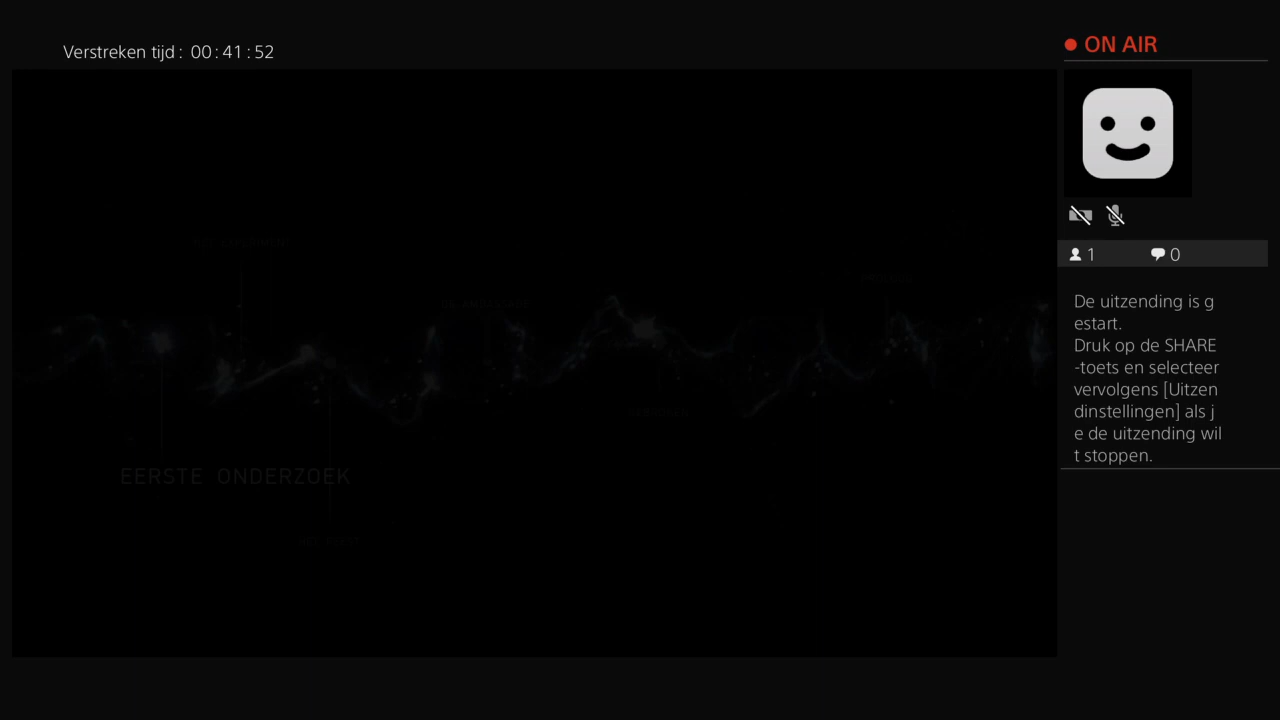 Verstreken tijd : 00 : 41 : 52
ON AIR
1
0
De uitzending is g
estart.
Druk op de SHARE
-toets en selecteer
vervolgens [Uitzen
dinstellingen] als j
e de uitzending wil
t stoppen.
EERSTE ONDERZOEK